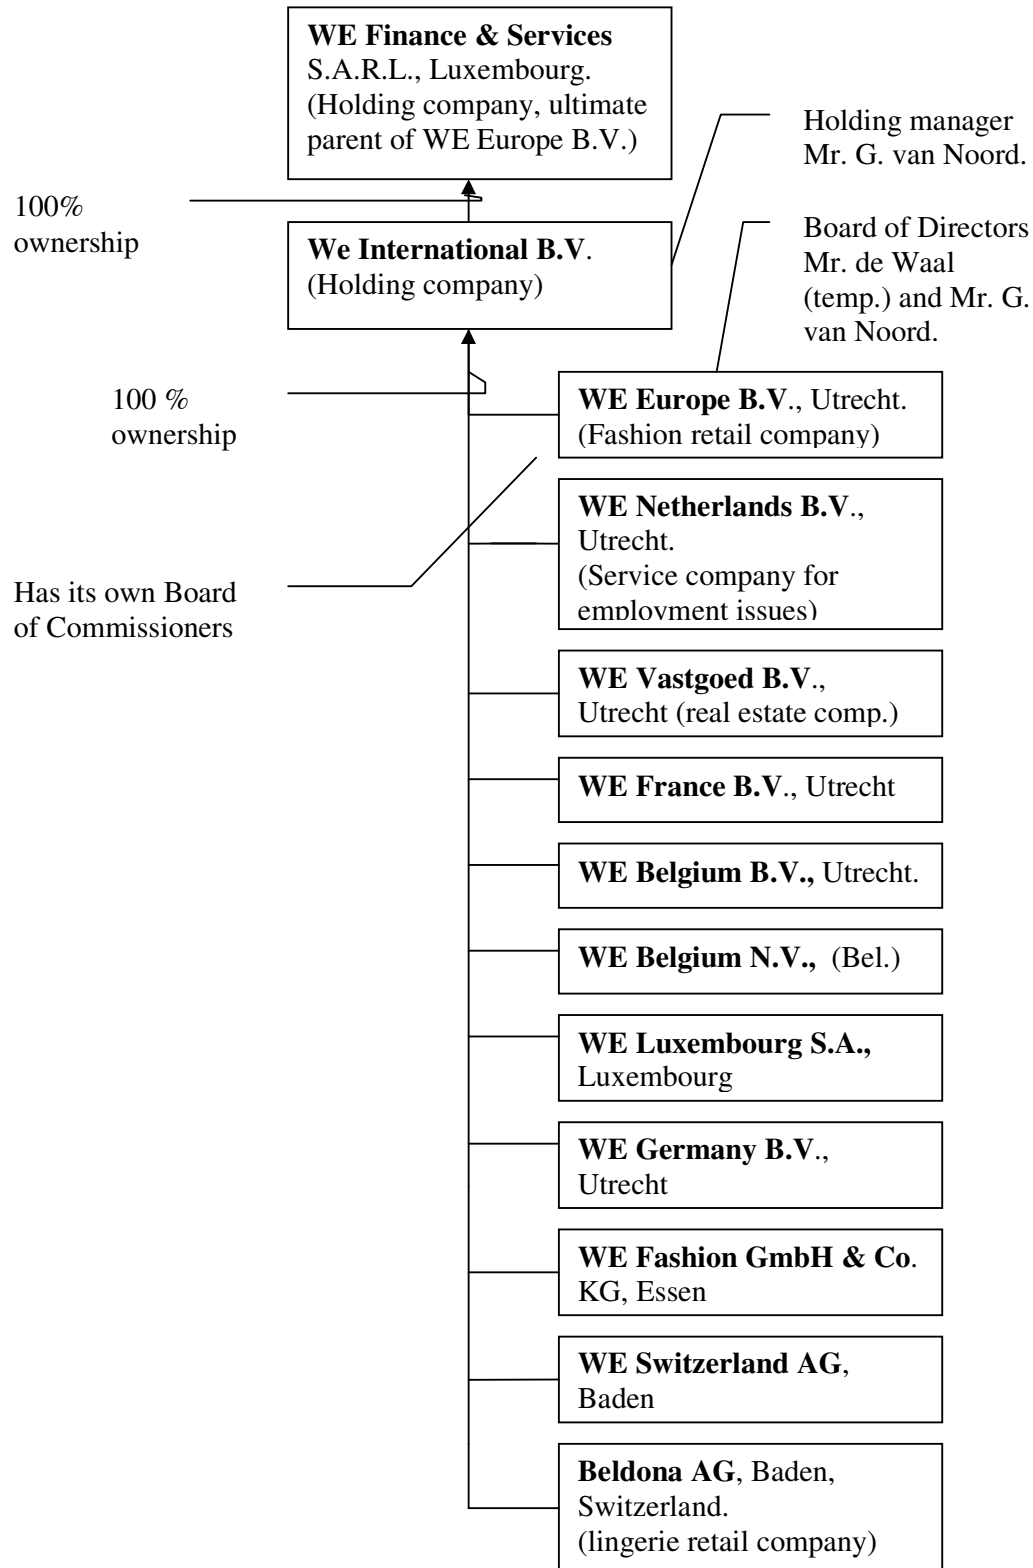 WE Finance & Services
S.A.R.L., Luxembourg.
(Holding company, ultimate
parent of WE Europe B.V.)
Holding manager
Mr. G. van Noord.
100%
ownership
We International B.V.
(Holding company)
Board of Directors
Mr. de Waal
(temp.) and Mr. G.
van Noord.
100 %
ownership
WE Europe B.V., Utrecht.
(Fashion retail company)
WE Netherlands B.V.,
Utrecht.
(Service company for
employment issues)
Has its own Board
of Commissioners
WE Vastgoed B.V.,
Utrecht (real estate comp.)
WE France B.V., Utrecht
WE Belgium B.V., Utrecht.
WE Belgium N.V., (Bel.)
WE Luxembourg S.A.,
Luxembourg
WE Germany B.V.,
Utrecht
WE Fashion GmbH & Co.
KG, Essen
WE Switzerland AG,
Baden
Beldona AG, Baden,
Switzerland.
(lingerie retail company)